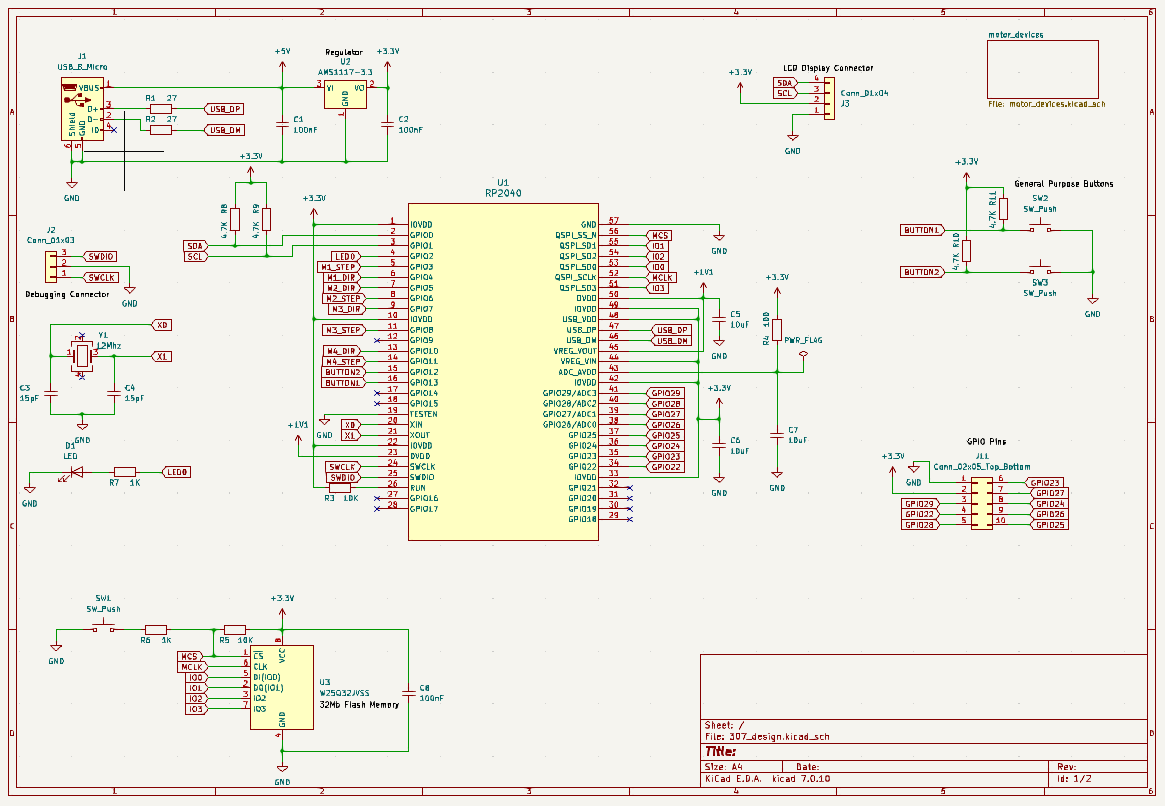 1 2 3 4 5 6
A
B
C
D
J1
USB_B_Micro
VBUS 1
D+ 3
D- 2
ID 4
Shield
GND
6 5
GND
R1 27
USB_DP
R2 27
USB_DM
+5V
C1
100nF
Regulator
U2
AMS1117-3.3
3 VI VO 2
GND
1
+3.3V
C2
100nF
+3.3V
LCD Display Connector
SDA 4
SCL 3
2
1
Conn_01x04
J3
GND
motor_devices
File: motor_devices.kicad_sch
+3.3V
4.7K R8
4.7K R9
SDA
SCL
+3.3V
J2
Conn_01x03
3 SWDIO
2
1 SWCLK
GND
Debugging Connector
X0
Y1
12Mhz
1 3
X1
C3
15pF
C4
15pF
GND
D1
LED
R7 1K
LED0
GND
U1
RP2040
1 IOVDD
2 GPIO0
3 GPIO1
LED0 4 GPIO2
M1_STEP 5 GPIO3
M1_DIR 6 GPIO4
M2_DIR 7 GPIO5
M2_STEP 8 GPIO6
M3_DIR 9 GPIO7
10 IOVDD
M3_STEP 11 GPIO8
12 GPIO9
M4_DIR 13 GPIO10
M4_STEP 14 GPIO11
BUTTON2 15 GPIO12
BUTTON1 16 GPIO13
17 GPIO14
18 GPIO15
19 TESTEN
GND
X0 20 XIN
X1 21 XOUT
+1V1
22 IOVDD
23 DVDD
SWCLK 24 SWCLK
SWDIO 25 SWDIO
26 RUN
R3 10K
27 GPIO16
28 GPIO17
GND 57
QSPI_SS_N 56 MCS
QSPI_SD1 55 IO1
QSPI_SD2 54 IO2
QSPI_SD0 53 IO0
QSPI_SCLK 52 MCLK
QSPI_SD3 51 IO3
DVDD 50
IOVDD 49
USB_VDD 48
USB_DP 47 USB_DP
USB_DM 46 USB_DM
VREG_VOUT 45
VREG_VIN 44
ADC_AVDD 43
IOVDD 42
GPIO29/ADC3 41 GPIO29
GPIO28/ADC2 40 GPIO28
GPIO27/ADC1 39 GPIO27
GPIO26/ADC0 38 GPIO26
GPIO25 37 GPIO25
GPIO24 36 GPIO24
GPIO23 35 GPIO23
GPIO22 34 GPIO22
IOVDD 33
GPIO21 32
GPIO20 31
GPIO19 30
GPIO18 29
GND
+1V1
C5
10uF
GND
+3.3V
R4 100
PWR_FLAG
+3.3V
C6
10uF
GND
C7
10uF
GND
+3.3V
General Purpose Buttons
4.7K R11
SW2
SW_Push
BUTTON1
4.7K R10
BUTTON2
SW3
SW_Push
GND
GPIO Pins
J11
Conn_02x05_Top_Bottom
+3.3V
GND
1 6 GPIO23
2 7 GPIO27
GPIO29 3 8 GPIO24
GPIO22 4 9 GPIO26
GPIO28 5 10 GPIO25
SW1
SW_Push
GND
R6 1K
R5 10K
+3.3V
8
VCC
MCS 1 CS
MCLK 6 CLK
IO0 5 DI(IO0)
IO1 2 DO(IO1)
IO2 3 IO2
IO3 7 IO3
GND
4
GND
U3
W25Q32JVSS
32Mb Flash Memory
C8
100nF
Sheet: /
File: 307_design.kicad_sch
Title:
Size: A4 Date: Rev:
KiCad E.D.A. kicad 7.0.10 Id: 1/2
1 2 3 4 5 6